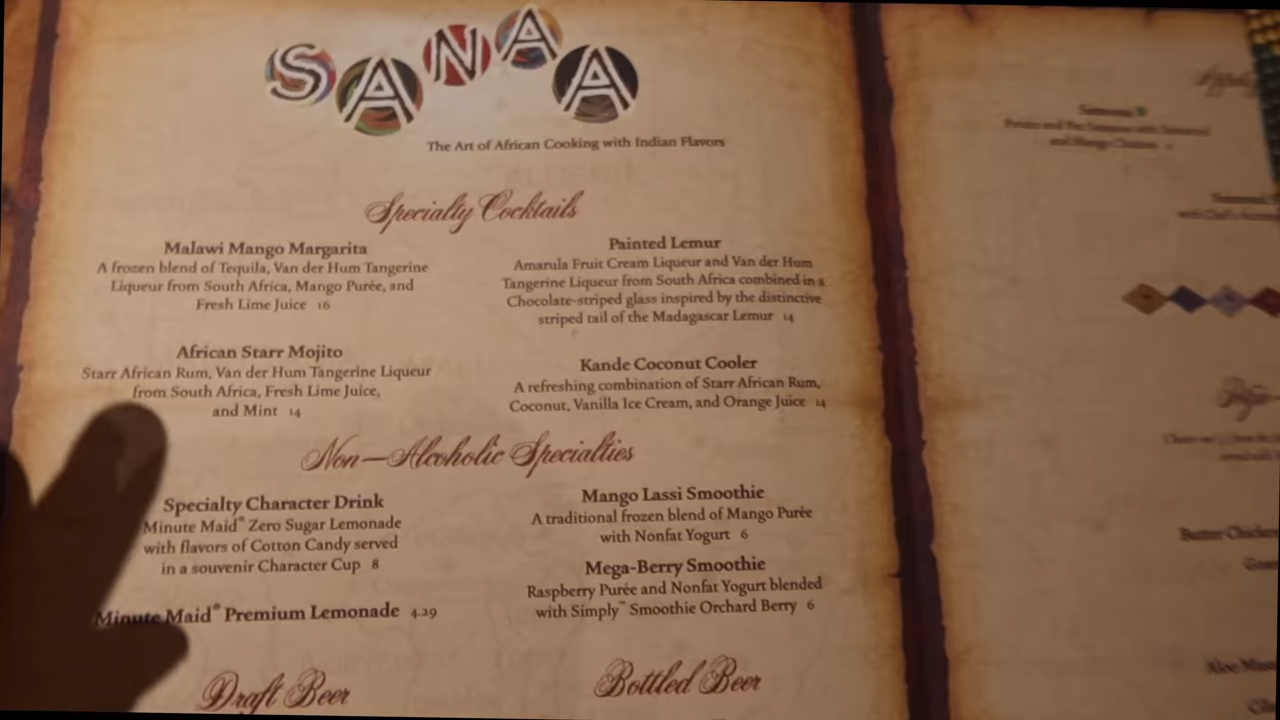 SANAA
The Art of African Cooking with Indian Flavors
Specialty Cocktails
Malawi Mango Margarita
A frozen blend of Tequila, Van der Hum Tangerine
Liqueur from South Africa, Mango Purée, and
Fresh Lime Juice 16
African Starr Mojito
Starr African Rum, Van der Hum Tangerine Liqueur
from South Africa, Fresh Lime Juice,
and Mint 14
Painted Lemur
Amarula Fruit Cream Liqueur and Van der Hum
Tangerine Liqueur from South Africa combined in a
Chocolate-striped glass inspired by the distinctive
striped tail of the Madagascar Lemur 14
Kande Coconut Cooler
A refreshing combination of Starr African Rum,
Coconut, Vanilla Ice Cream, and Orange Juice 14
Non—Alcoholic Specialties
Specialty Character Drink
Minute Maid® Zero Sugar Lemonade
with flavors of Cotton Candy served
in a souvenir Character Cup 8
Minute Maid® Premium Lemonade 4.29
Mango Lassi Smoothie
A traditional frozen blend of Mango Purée
with Nonfat Yogurt 6
Mega-Berry Smoothie
Raspberry Purée and Nonfat Yogurt blended
with Simply™ Smoothie Orchard Berry 6
Draft Beer
Bottled Beer
and Mango Chutney
Butter Chicken